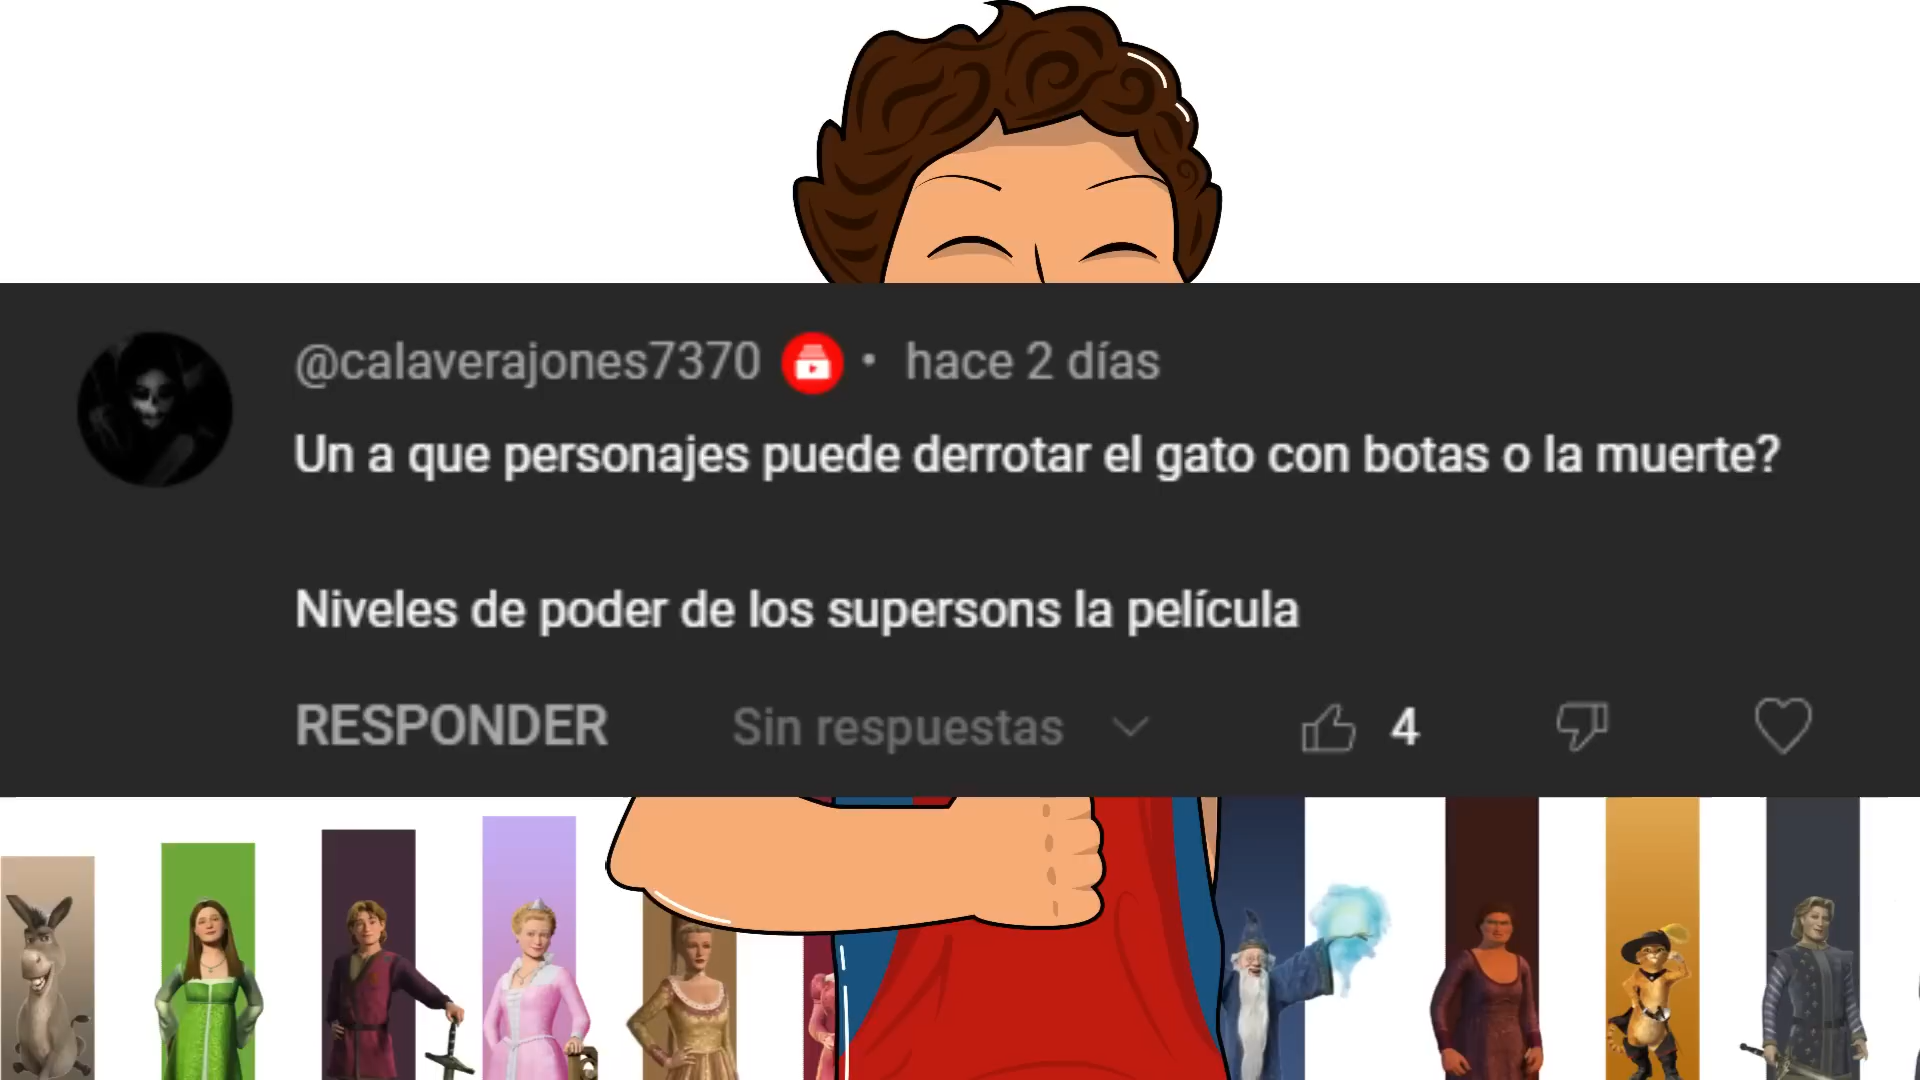 @calaverajones7370 • hace 2 días
Un a que personajes puede derrotar el gato con botas o la muerte?
Niveles de poder de los supersons la película
RESPONDER Sin respuestas 4